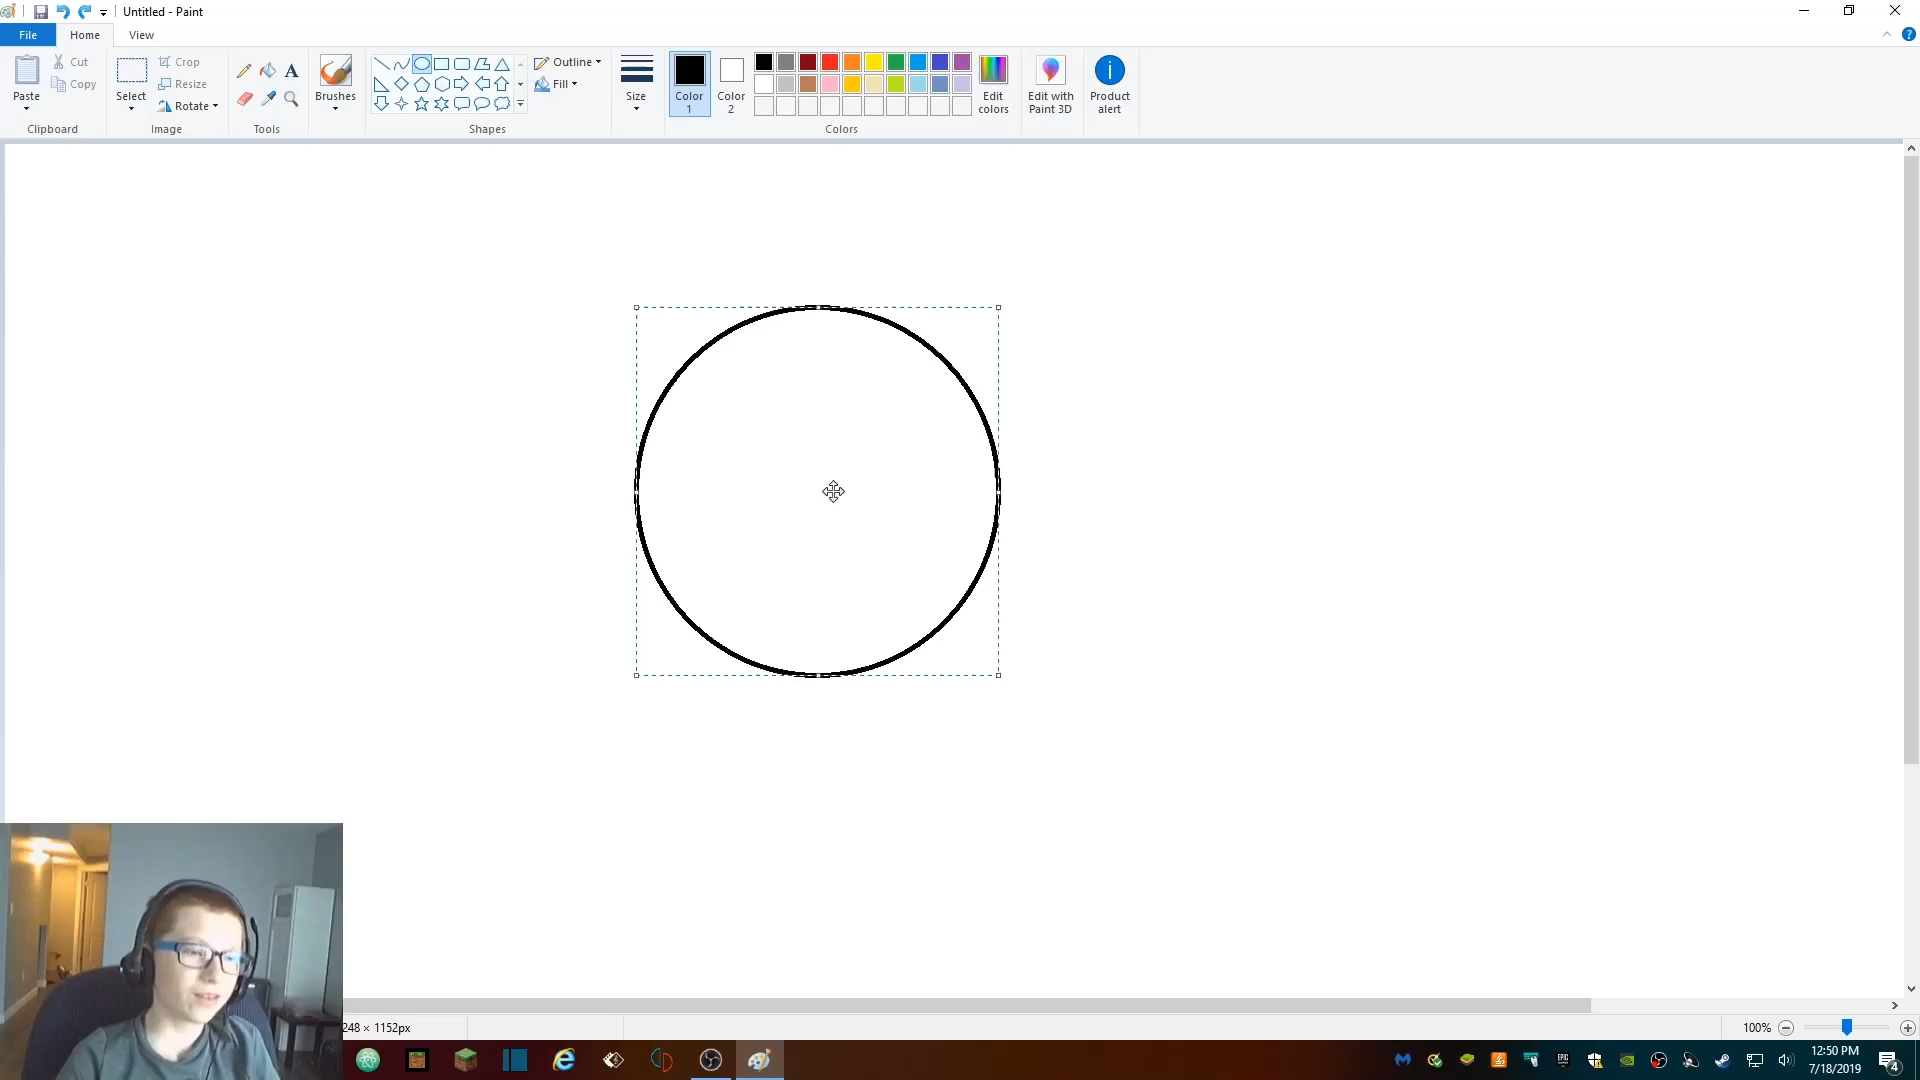 Untitled - Paint
File Home View
Paste
Cut
Copy
Clipboard
Select
Crop
Resize
Rotate
Image
A
Tools
Brushes
Outline
Fill
Shapes
Size
Color 1
Color 2
Edit colors
Colors
Edit with Paint 3D
Product alert
248 × 1152px
100%
12:50 PM
7/18/2019
4